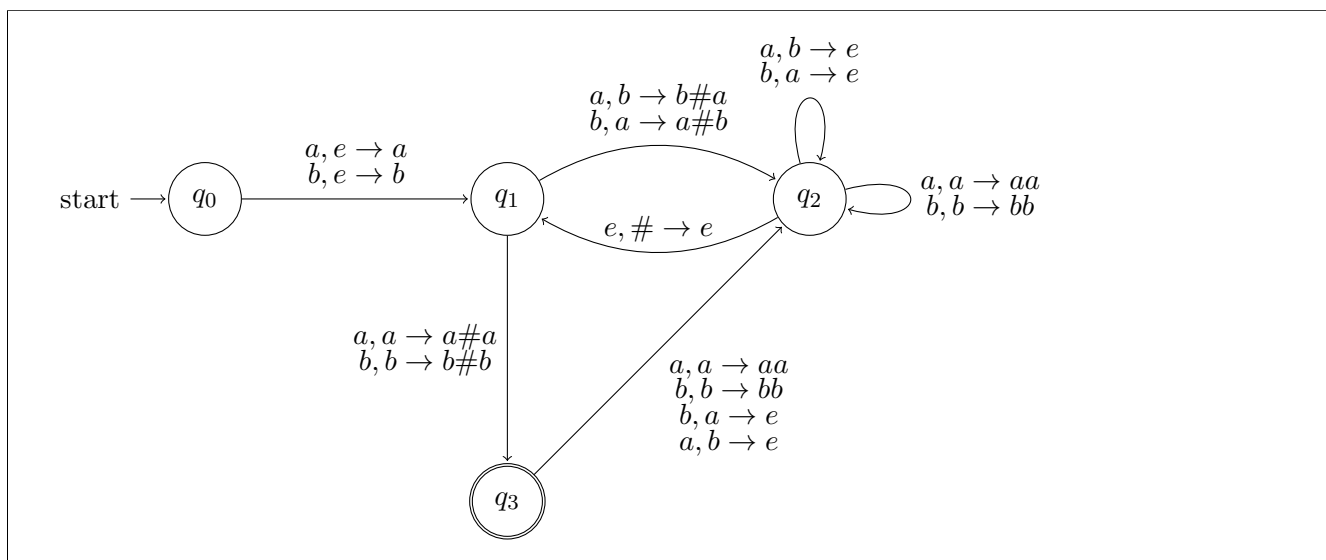 a, b → e
b, a → e
a, b → b#a
b, a → a#b
a, e → a
b, e → b
start
q₀
q₁
q₂
a, a → aa
b, b → bb
e, # → e
a, a → a#a
b, b → b#b
a, a → aa
b, b → bb
b, a → e
a, b → e
q₃